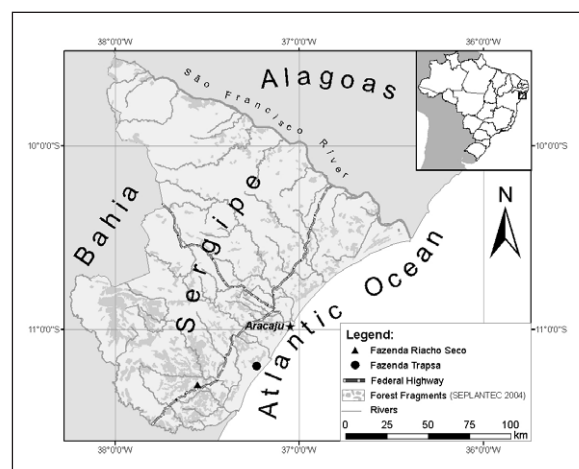 38°0'0"W 37°0'0"W 36°0'0"W
Alagoas
São Francisco River
10°0'0"S 10°0'0"S
Bahia
Sergipe
N
Atlantic Ocean
Aracaju
11°0'0"S 11°0'0"S
Legend:
Fazenda Riacho Seco
Fazenda Trapsa
Federal Highway
Forest Fragments (SEPLANTEC 2004)
Rivers
0 25 50 75 100
km
38°0'0"W 37°0'0"W 36°0'0"W